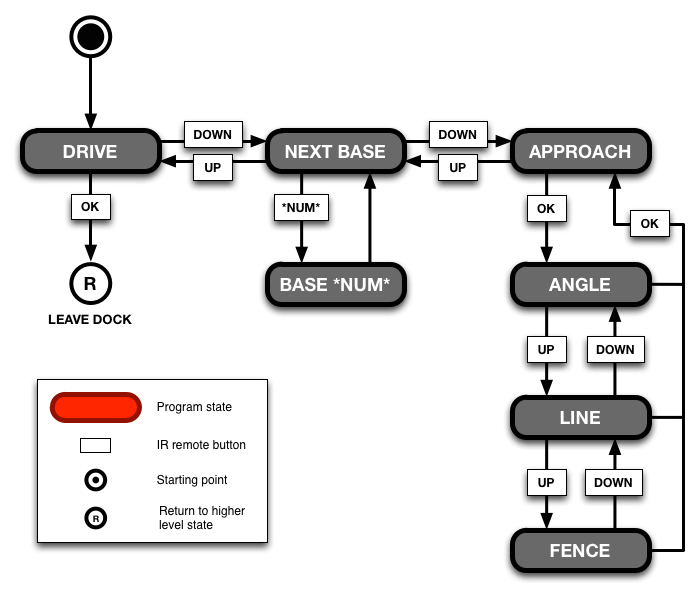 DRIVE
DOWN
UP
NEXT BASE
DOWN
UP
APPROACH
OK
*NUM*
OK
OK
R
LEAVE DOCK
BASE *NUM*
ANGLE
UP
DOWN
LINE
UP
DOWN
FENCE
Program state
IR remote button
Starting point
R
Return to higher
level state